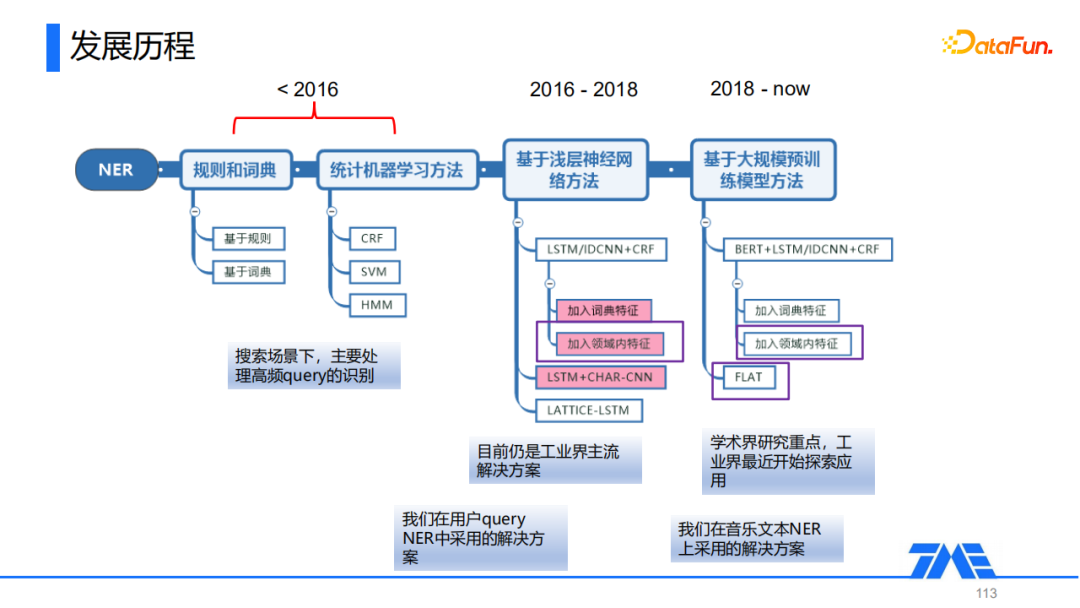 发展历程
DataFun.
< 2016
2016 - 2018
2018 - now
NER
规则和词典
统计机器学习方法
基于浅层神经网
络方法
基于大规模预训
练模型方法
基于规则
基于词典
CRF
SVM
HMM
LSTM/IDCNN+CRF
加入词典特征
加入领域内特征
LSTM+CHAR-CNN
LATTICE-LSTM
BERT+LSTM/IDCNN+CRF
加入词典特征
加入领域内特征
FLAT
搜索场景下，主要处
理高频query的识别
目前仍是工业界主流
解决方案
学术界研究重点，工
业界最近开始探索应
用
我们在用户query
NER中采用的解决方
案
我们在音乐文本NER
上采用的解决方案
TME
113